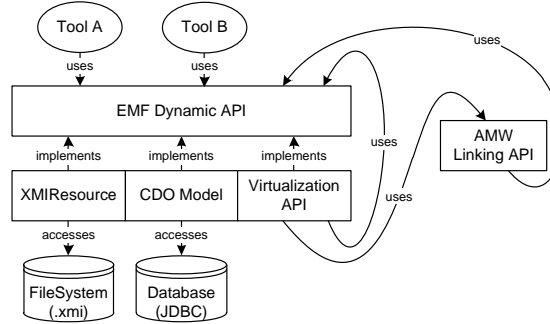 Tool A
Tool B
uses
uses
uses
EMF Dynamic API
uses
AMW
Linking API
implements
implements
implements
XMIResource
CDO Model
Virtualization
API
uses
accesses
accesses
FileSystem
(.xmi)
Database
(JDBC)